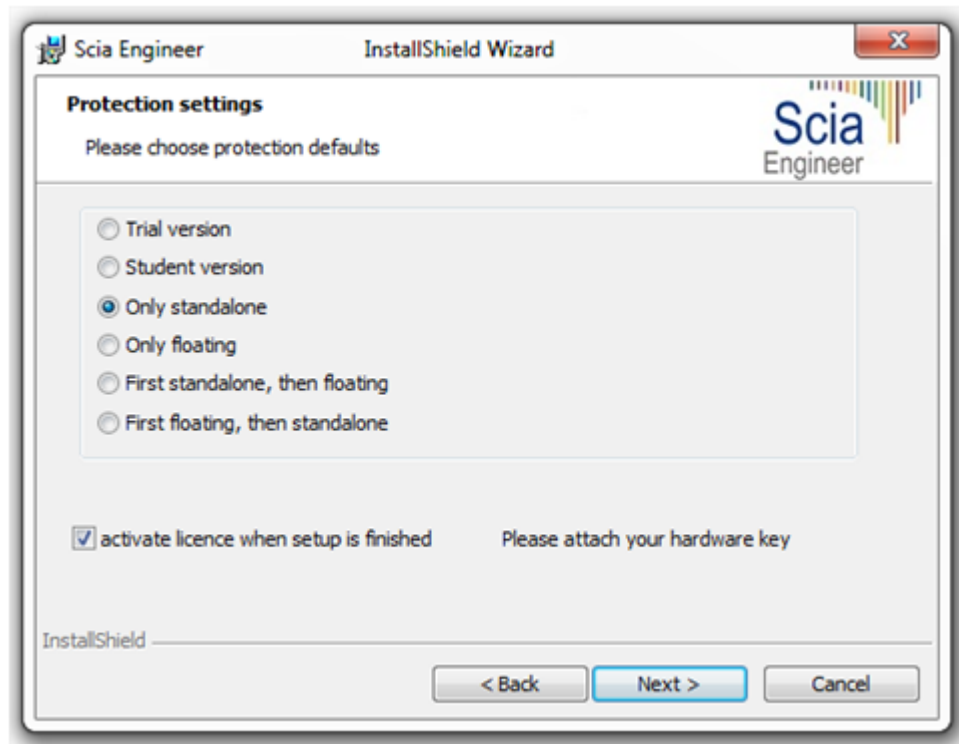 Scia Engineer InstallShield Wizard
Protection settings
Please choose protection defaults
Scia
Engineer
Trial version
Student version
Only standalone
Only floating
First standalone, then floating
First floating, then standalone
activate licence when setup is finished Please attach your hardware key
InstallShield
< Back Next > Cancel